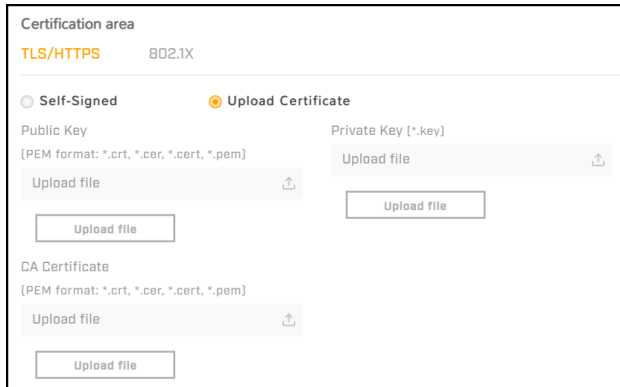 Certification area
TLS/HTTPS 802.1X
Self-Signed Upload Certificate
Public Key Private Key [*.key]
[PEM format: *.crt, *.cer, *.cert, *.pem]
Upload file Upload file
Upload file Upload file
CA Certificate
[PEM format: *.crt, *.cer, *.cert, *.pem]
Upload file
Upload file